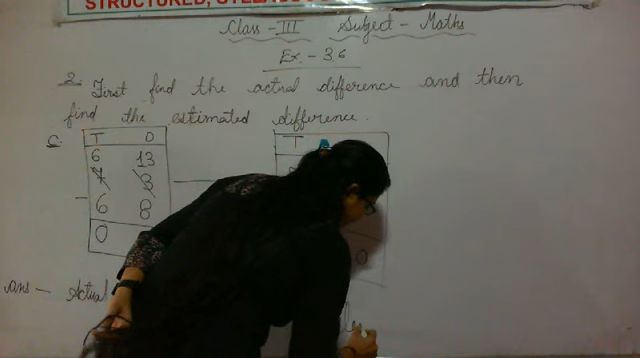 STRUCTURED,
Class - III Subject - Maths
Ex. - 3.6
2. First find the actual difference and then
find the estimated difference.
c. T O T
6 13
7 3
- 6 8
0 0
ans - Actual